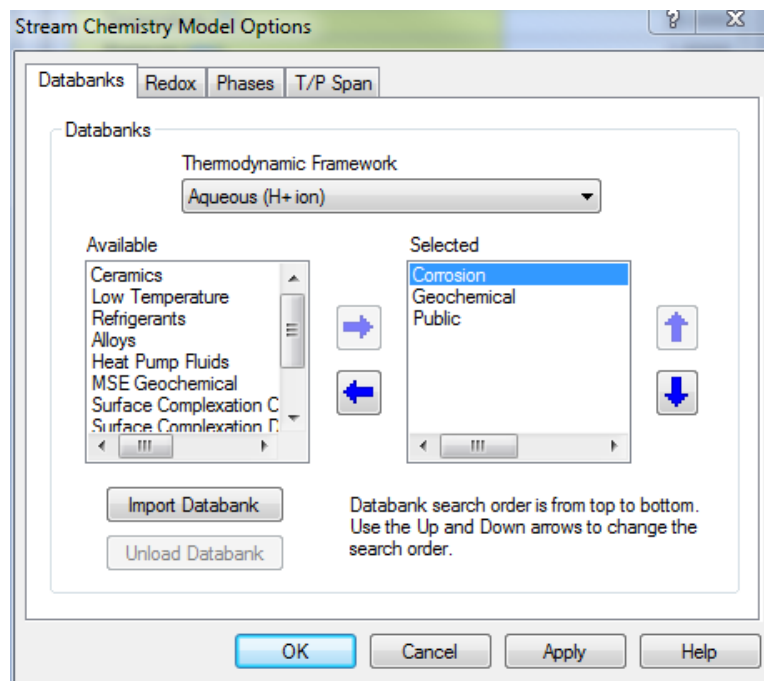 Stream Chemistry Model Options
Databanks
Redox
Phases
T/P Span
Databanks
Thermodynamic Framework
Aqueous (H+ ion)
Available
Ceramics
Low Temperature
Refrigerants
Alloys
Heat Pump Fluids
MSE Geochemical
Surface Complexation C
Surface Complexation D
Selected
Corrosion
Geochemical
Public
Import Databank
Unload Databank
Databank search order is from top to bottom.
Use the Up and Down arrows to change the
search order.
OK
Cancel
Apply
Help